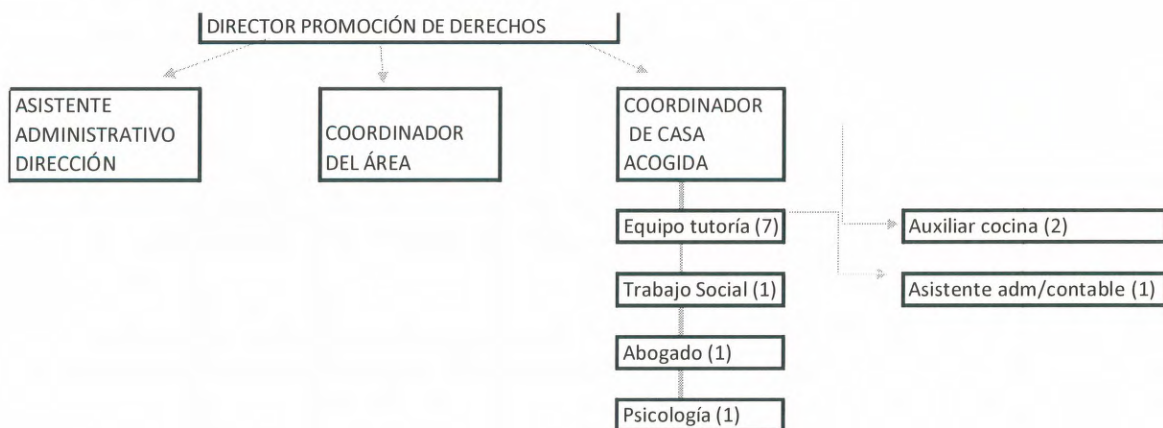 DIRECTOR PROMOCIÓN DE DERECHOS
ASISTENTE
ADMINISTRATIVO
DIRECCIÓN
COORDINADOR
DEL ÁREA
COORDINADOR
DE CASA
ACOGIDA
Equipo tutoría (7)
Auxiliar cocina (2)
Trabajo Social (1)
Asistente adm/contable (1)
Abogado (1)
Psicología (1)